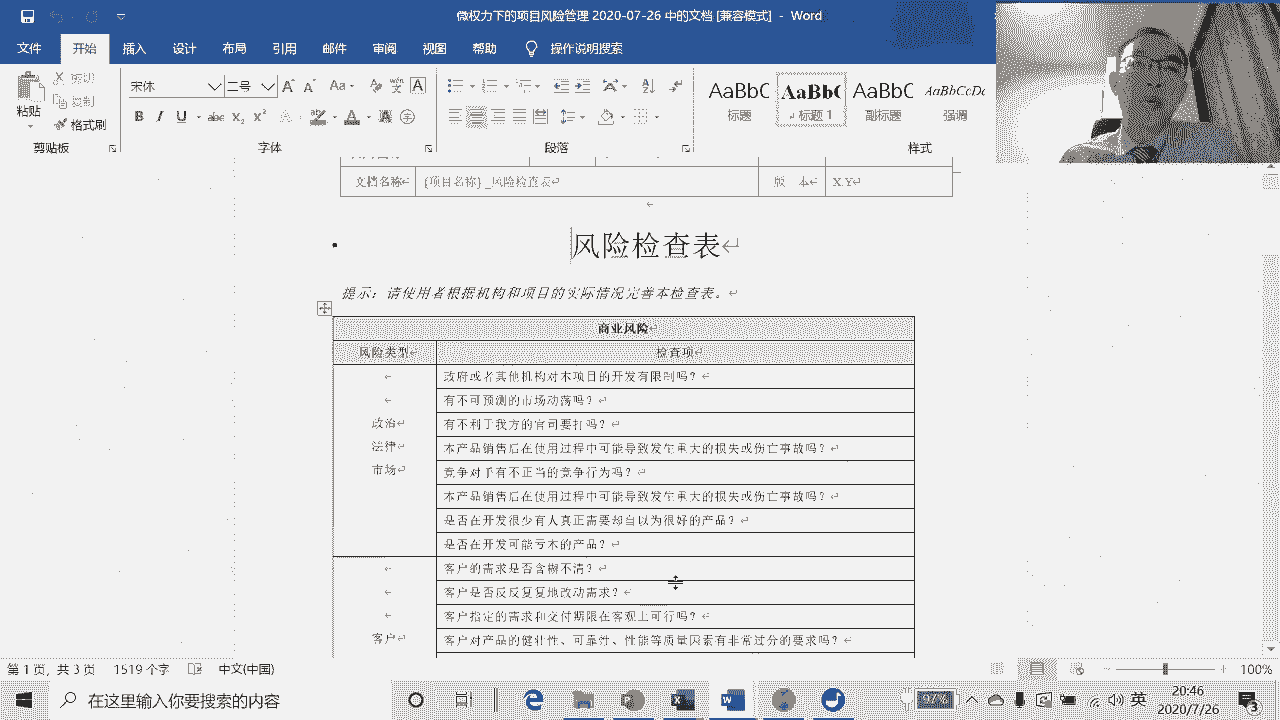 微权力下的项目风险管理 2020-07-26 中的文档 [兼容模式] - Word
文件 开始 插入 设计 布局 引用 邮件 审阅 视图 帮助 操作说明搜索
粘贴 剪切 复制 格式刷
宋体 二号
AaBbC AaBbC AaBbC AaBbCcDc
标题 标题 1 副标题 强调
剪贴板 字体 段落 样式
文档名称 {项目名称}_风险检查表 版 本 X.Y
风险检查表
提示：请使用者根据机构和项目的实际情况完善本检查表。
商业风险
风险类型 检查项
政治
法律
市场
政府或者其他机构对本项目的开发有限制吗？
有不可预测的市场动荡吗？
有不利于我方的官司要打吗？
本产品销售后在使用过程中可能导致发生重大的损失或伤亡事故吗？
竞争对手有不正当的竞争行为吗？
本产品销售后在使用过程中可能导致发生重大的损失或伤亡事故吗？
是否在开发很少有人真正需要却自以为很好的产品？
是否在开发可能亏本的产品？
客户
客户的需求是否含糊不清？
客户是否反反复复地改动需求？
客户指定的需求和交付期限在客观上可行吗？
客户对产品的健壮性、可靠性、性能等质量因素有非常过分的要求吗？
第 1 页，共 3 页 1519 个字 中文(中国) 100%
在这里输入你要搜索的内容
97% 英 20:46
2020/7/26
3